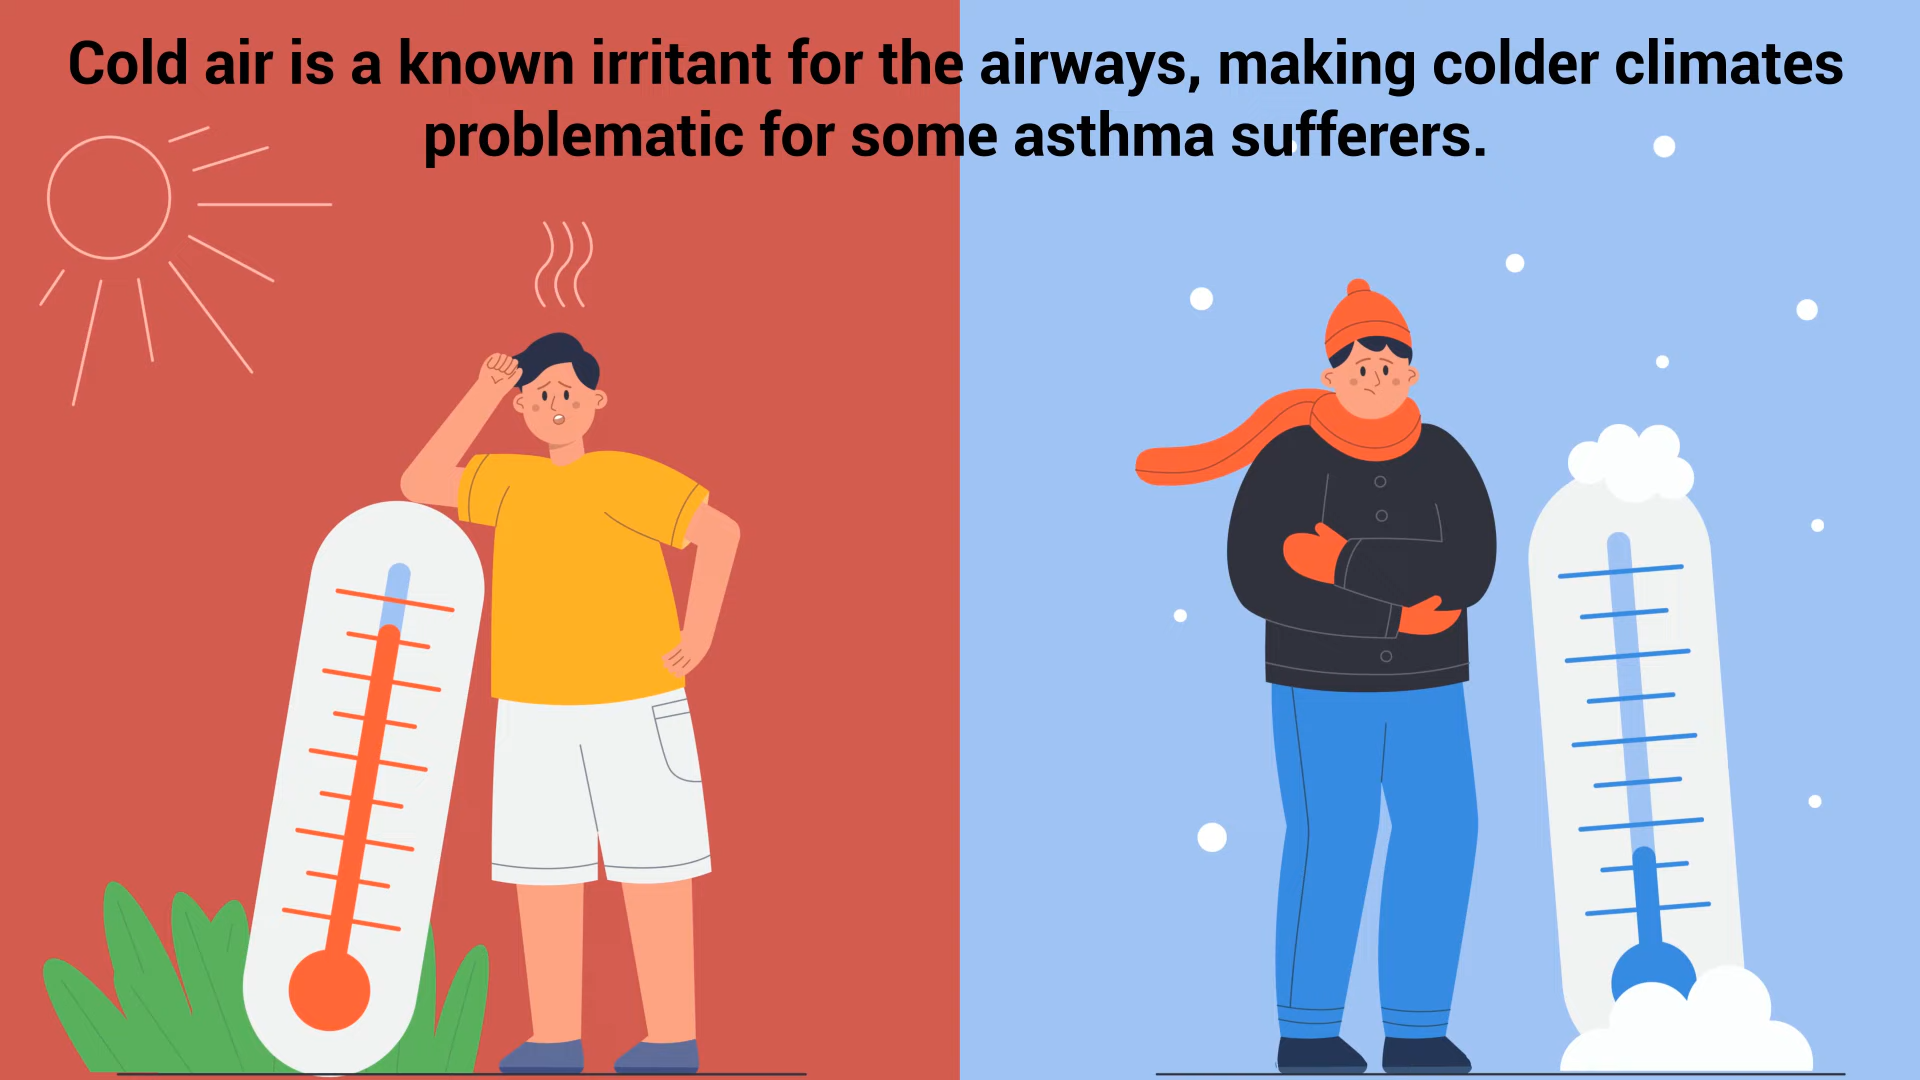 Cold air is a known irritant for the airways, making colder climates
problematic for some asthma sufferers.